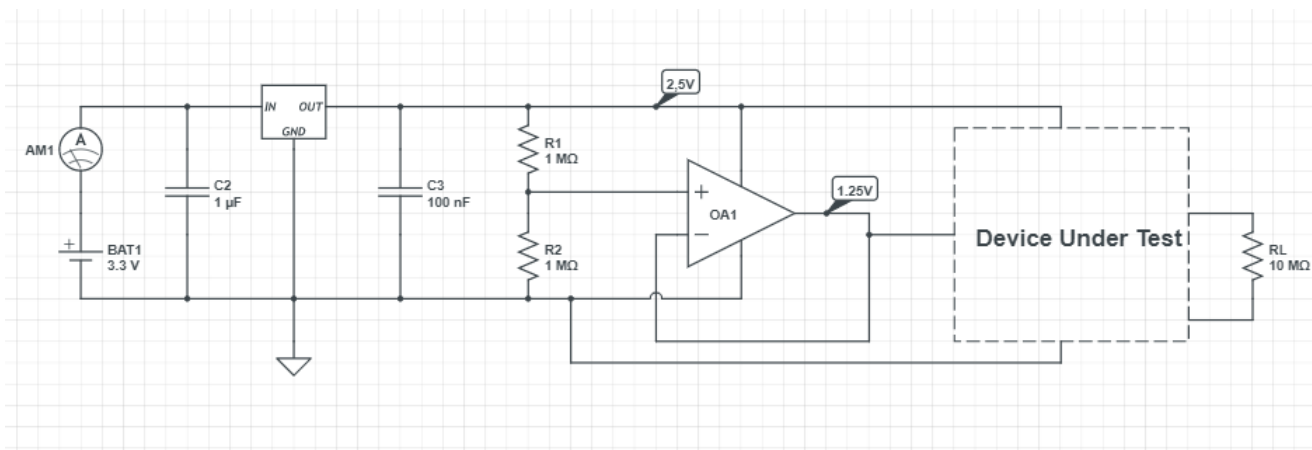 2,5V
IN OUT
GND
A
AM1
R1
1 MΩ
C2
1 µF
C3
100 nF
+
OA1
−
1.25V
+
BAT1
3.3 V
R2
1 MΩ
Device Under Test
RL
10 MΩ